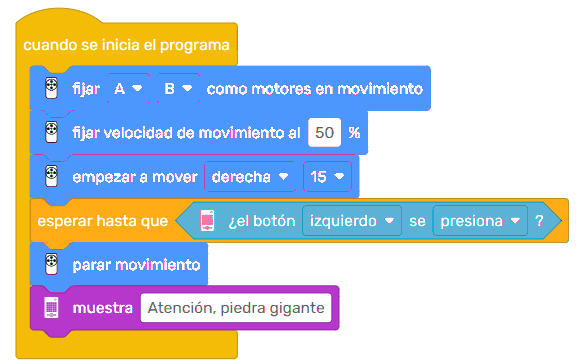 cuando se inicia el programa
fijar A B como motores en movimiento
fijar velocidad de movimiento al 50 %
empezar a mover derecha 15
esperar hasta que ¿el botón izquierdo se presiona ?
parar movimiento
muestra Atención, piedra gigante